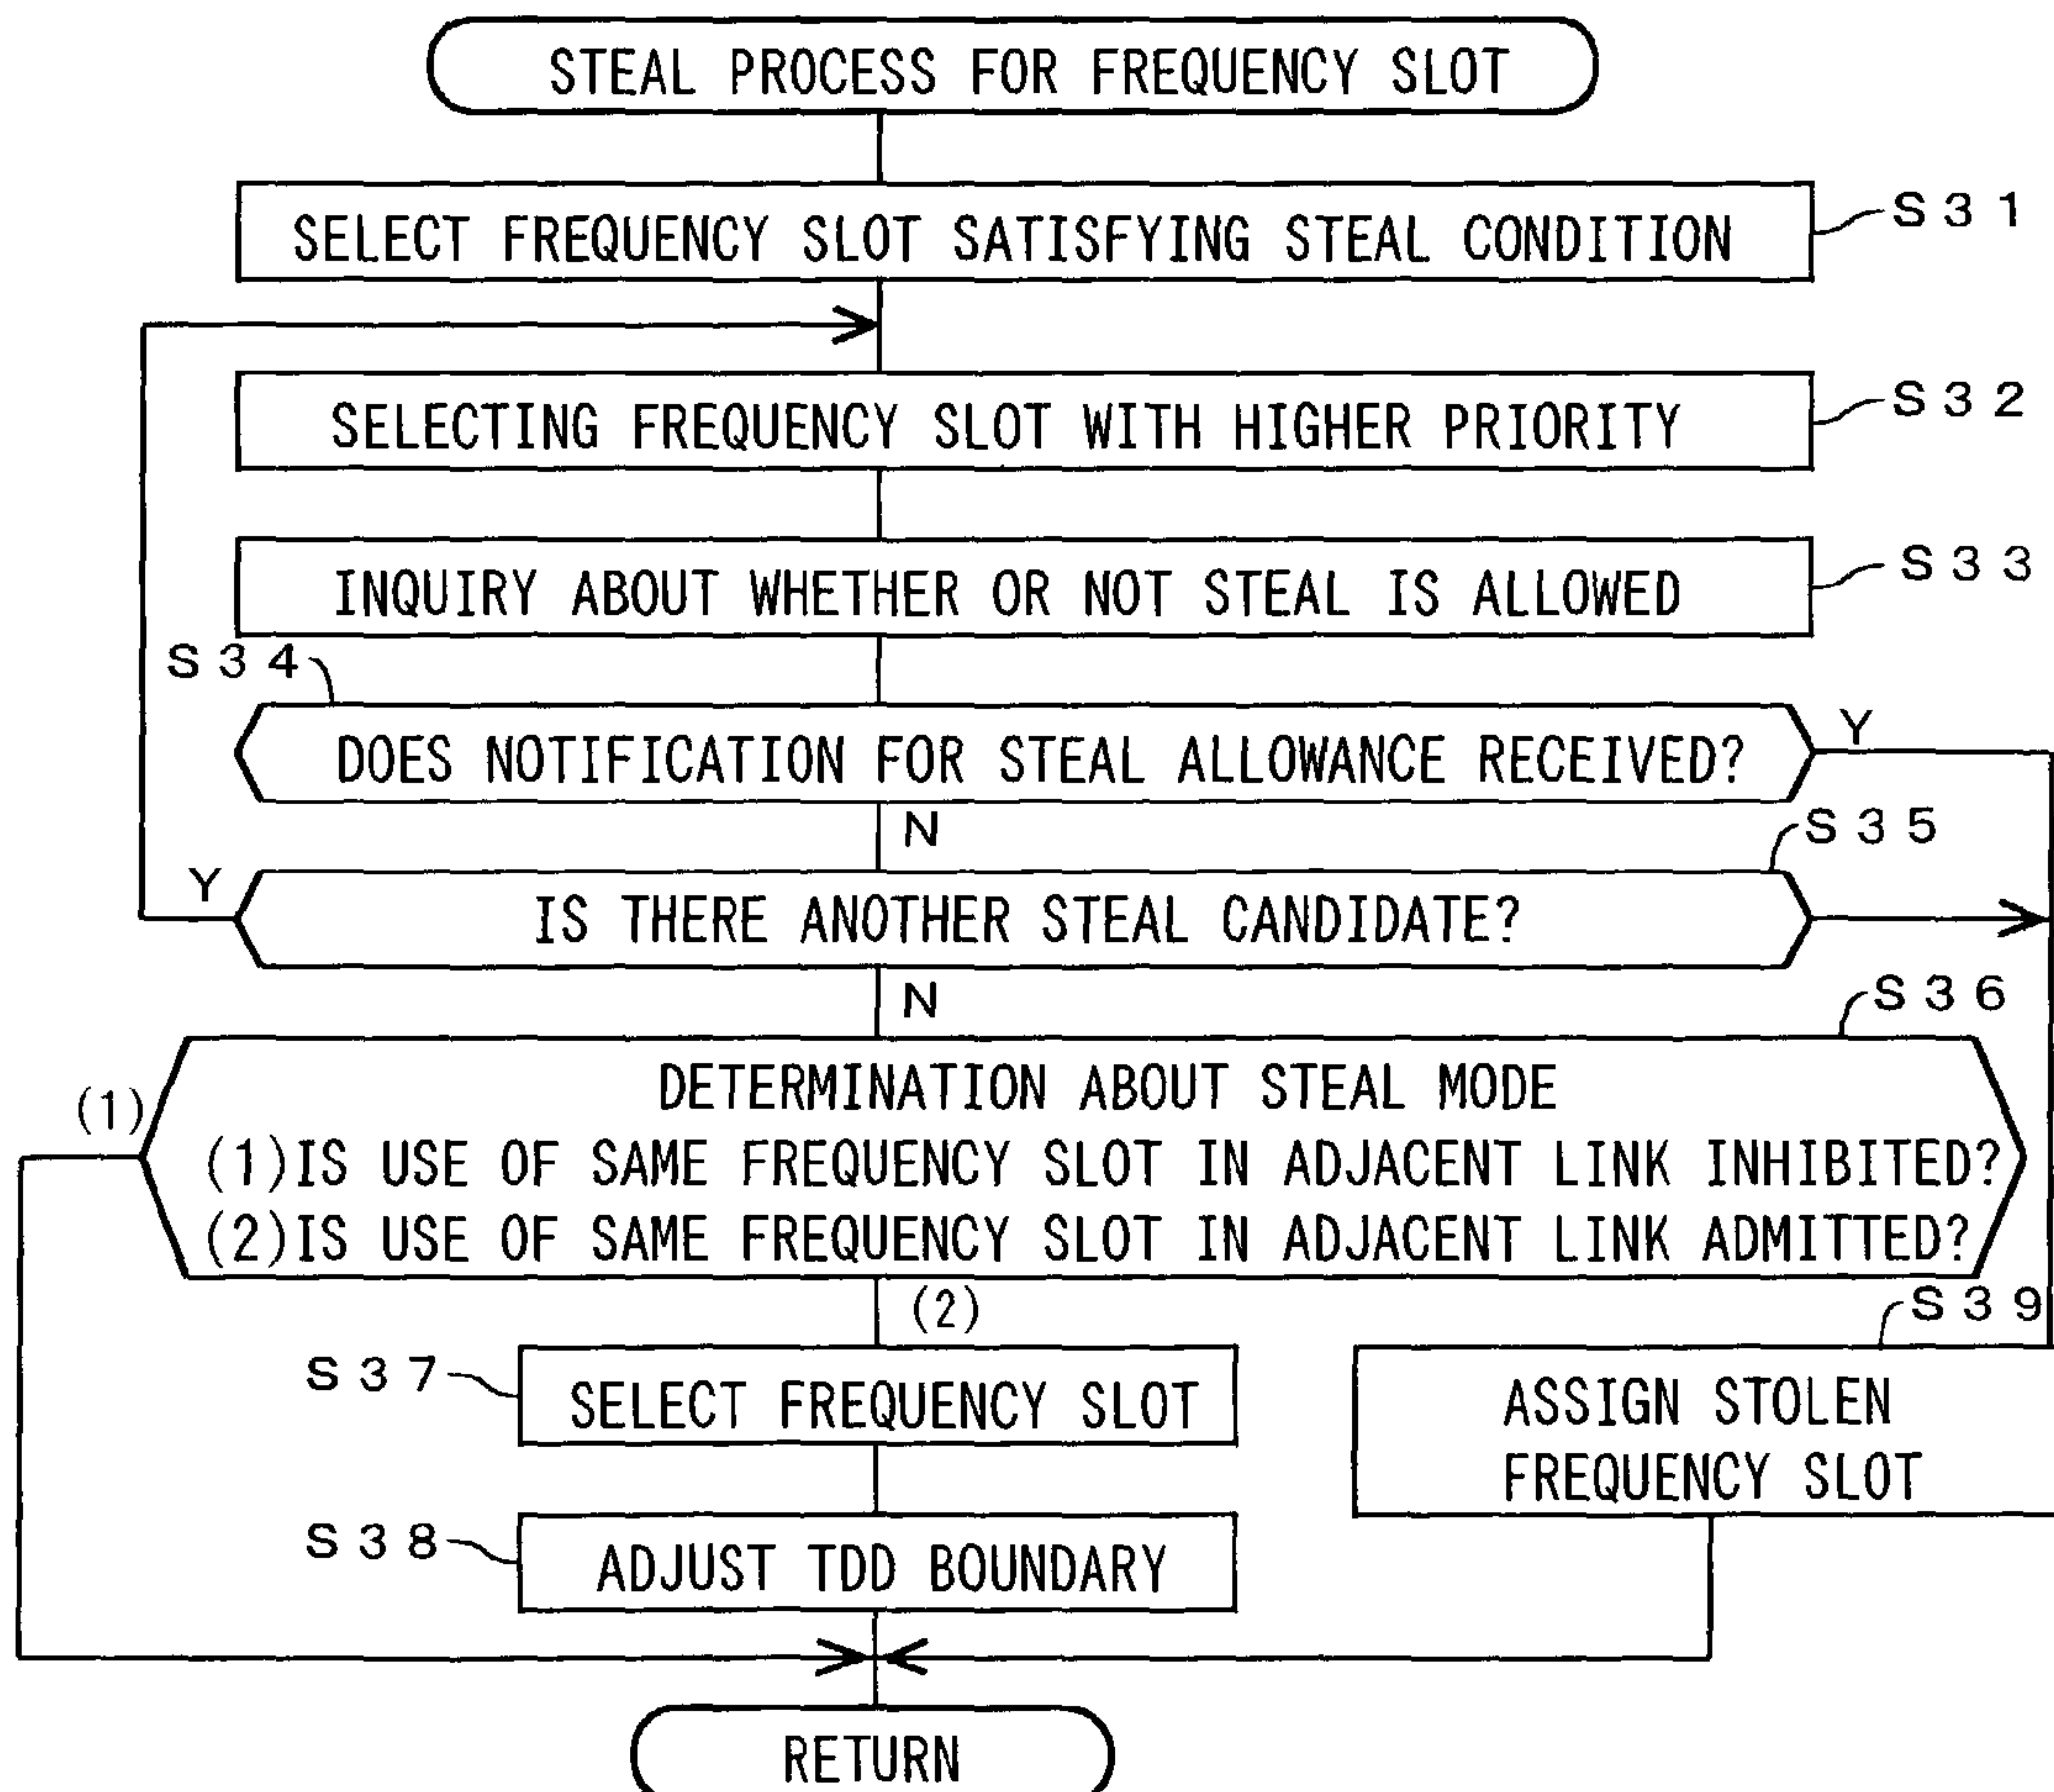 STEAL PROCESS FOR FREQUENCY SLOT
SELECT FREQUENCY SLOT SATISFYING STEAL CONDITION
S31
SELECTING FREQUENCY SLOT WITH HIGHER PRIORITY
S32
INQUIRY ABOUT WHETHER OR NOT STEAL IS ALLOWED
S33
S34
DOES NOTIFICATION FOR STEAL ALLOWANCE RECEIVED?
Y
N
S35
Y
IS THERE ANOTHER STEAL CANDIDATE?
N
S36
(1)
DETERMINATION ABOUT STEAL MODE
(1)IS USE OF SAME FREQUENCY SLOT IN ADJACENT LINK INHIBITED?
(2)IS USE OF SAME FREQUENCY SLOT IN ADJACENT LINK ADMITTED?
(2)
S39
S37
SELECT FREQUENCY SLOT
ASSIGN STOLEN
FREQUENCY SLOT
S38
ADJUST TDD BOUNDARY
RETURN